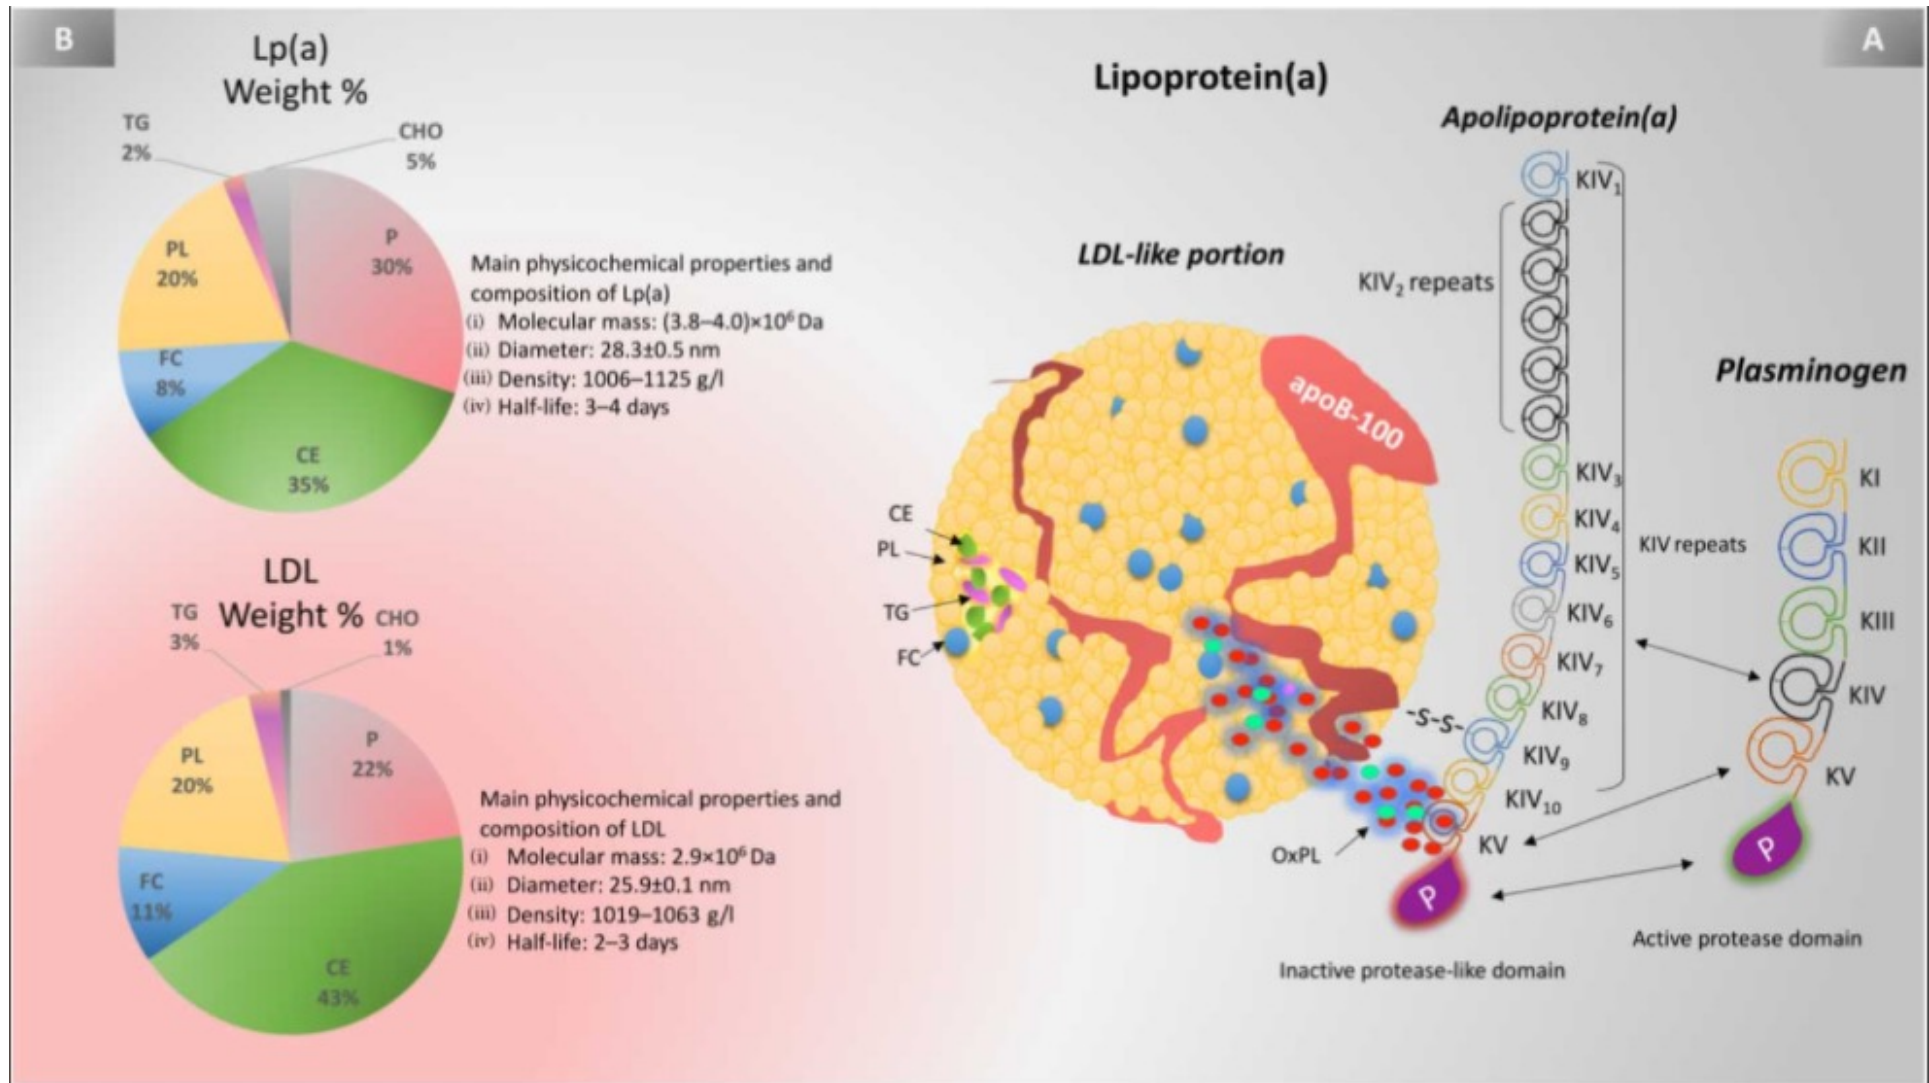 B
Lp(a)
Weight %
TG
2%
CHO
5%
P
30%
PL
20%
FC
8%
CE
35%
Main physicochemical properties and
composition of Lp(a)
(i) Molecular mass: (3.8–4.0)×10⁶ Da
(ii) Diameter: 28.3±0.5 nm
(iii) Density: 1006–1125 g/l
(iv) Half-life: 3–4 days
LDL
Weight %
TG
3%
CHO
1%
P
22%
PL
20%
FC
11%
CE
43%
Main physicochemical properties and
composition of LDL
(i) Molecular mass: 2.9×10⁶ Da
(ii) Diameter: 25.9±0.1 nm
(iii) Density: 1019–1063 g/l
(iv) Half-life: 2–3 days
A
Lipoprotein(a)
Apolipoprotein(a)
LDL-like portion
Plasminogen
apoB-100
CE
PL
TG
FC
KIV₁
KIV₂ repeats
KIV₃
KIV₄
KIV₅
KIV₆
KIV₇
KIV₈
KIV₉
KIV₁₀
KV
KIV repeats
-S-S-
OxPL
P
Inactive protease-like domain
KI
KII
KIII
KIV
KV
P
Active protease domain